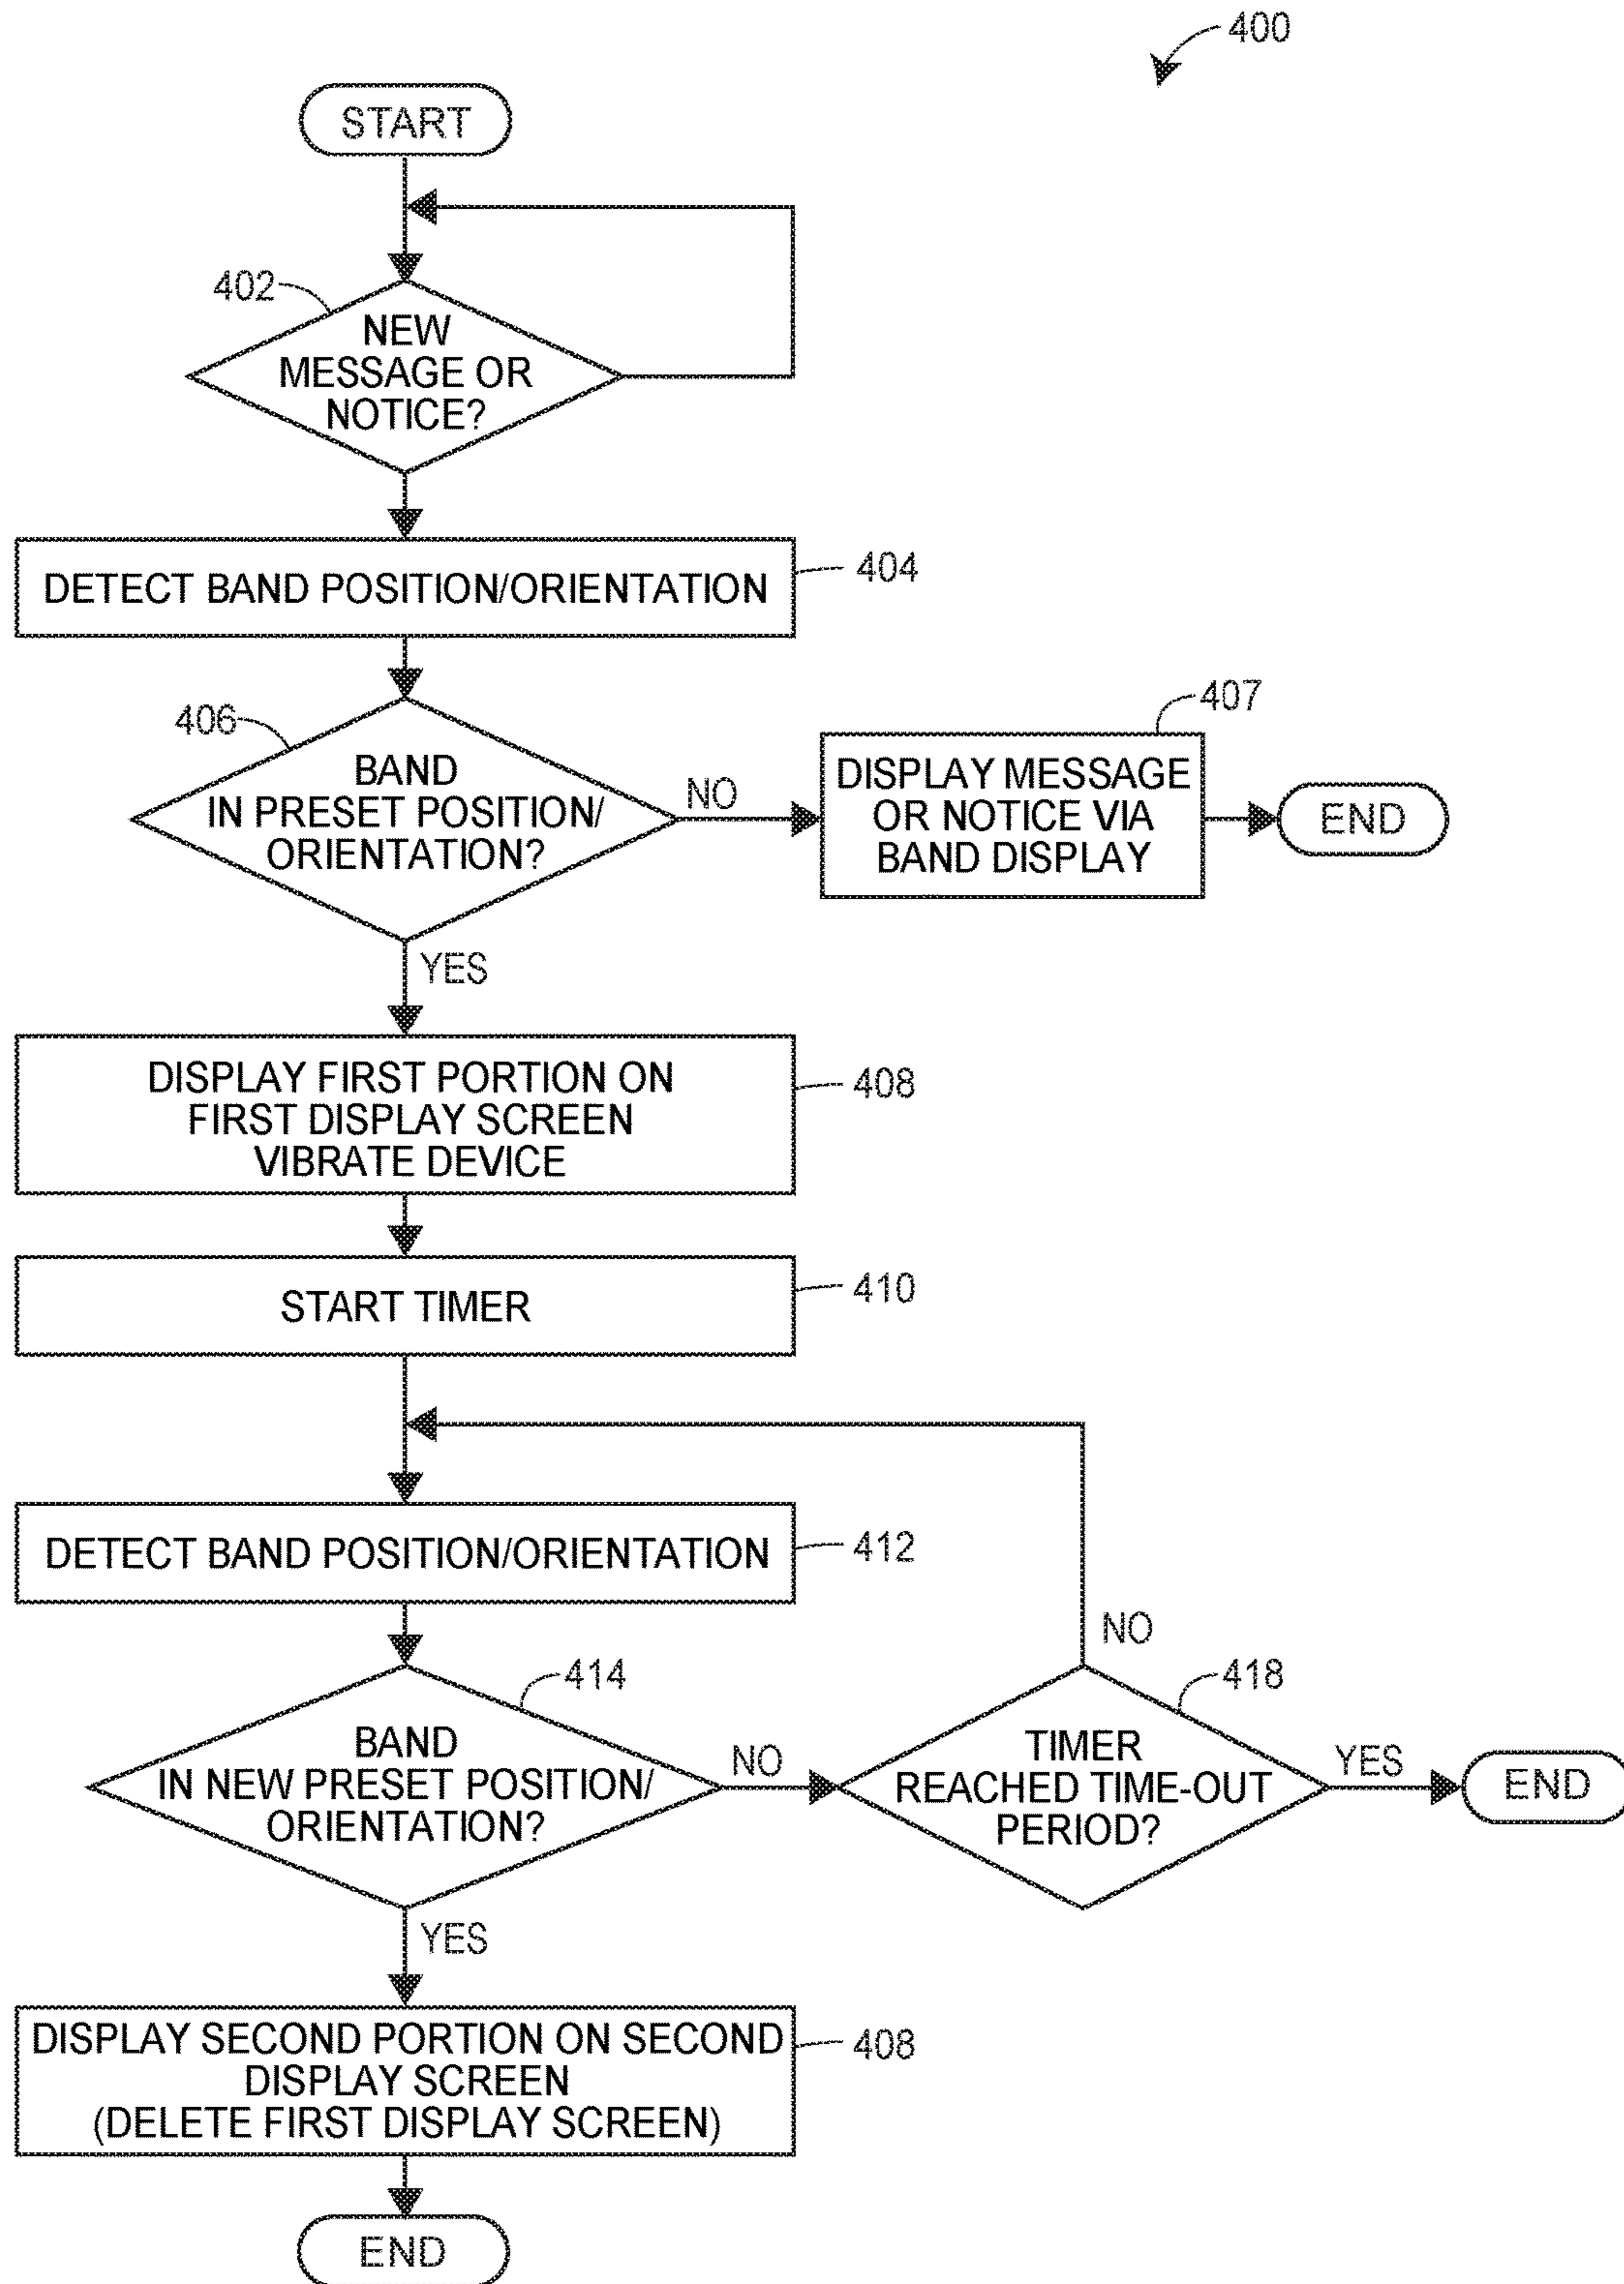 400
START
402
NEW
MESSAGE OR
NOTICE?
DETECT BAND POSITION/ORIENTATION
404
406
BAND
IN PRESET POSITION/
ORIENTATION?
NO
407
DISPLAY MESSAGE
OR NOTICE VIA
BAND DISPLAY
END
YES
DISPLAY FIRST PORTION ON
FIRST DISPLAY SCREEN
VIBRATE DEVICE
408
START TIMER
410
DETECT BAND POSITION/ORIENTATION
412
414
BAND
IN NEW PRESET POSITION/
ORIENTATION?
NO
NO
418
TIMER
REACHED TIME-OUT
PERIOD?
YES
END
YES
DISPLAY SECOND PORTION ON SECOND
DISPLAY SCREEN
(DELETE FIRST DISPLAY SCREEN)
408
END